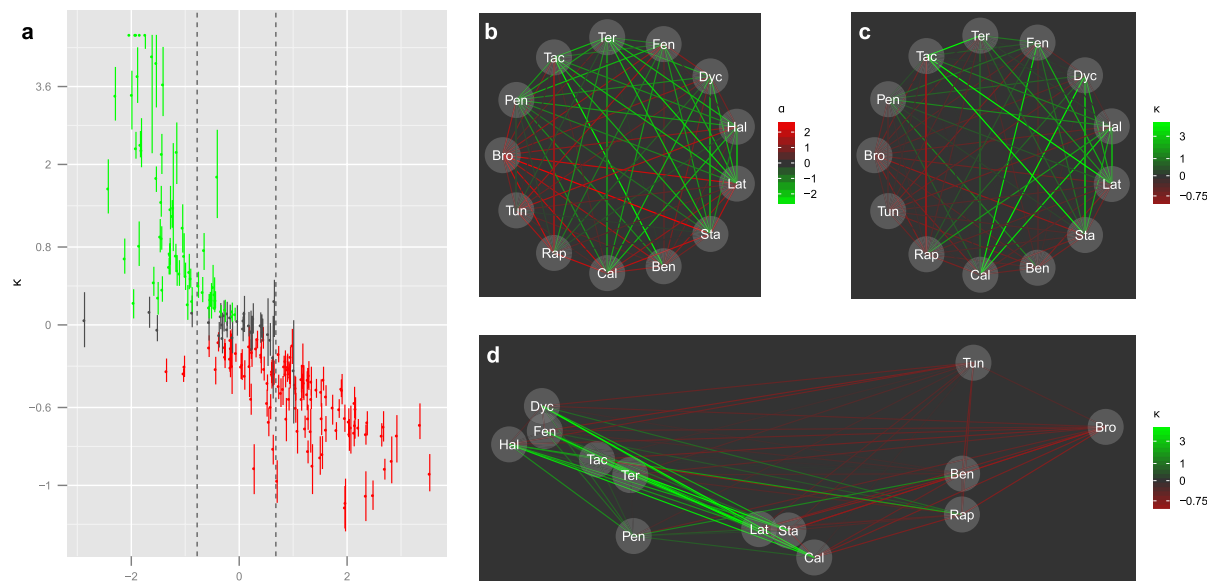 a
3.6
2
0.8
0
−0.6
−1
κ
−2
0
2
b
Ter
Fen
Tac
Dyc
Pen
Hal
Bro
Lat
Tun
Sta
Rap
Ben
Cal
α
2
1
0
−1
−2
c
Ter
Fen
Tac
Dyc
Pen
Hal
Bro
Lat
Tun
Sta
Rap
Ben
Cal
κ
3
1
0
−0.75
d
Tun
Dyc
Bro
Fen
Hal
Tac
Ter
Ben
Rap
Lat
Sta
Pen
Cal
κ
3
1
0
−0.75